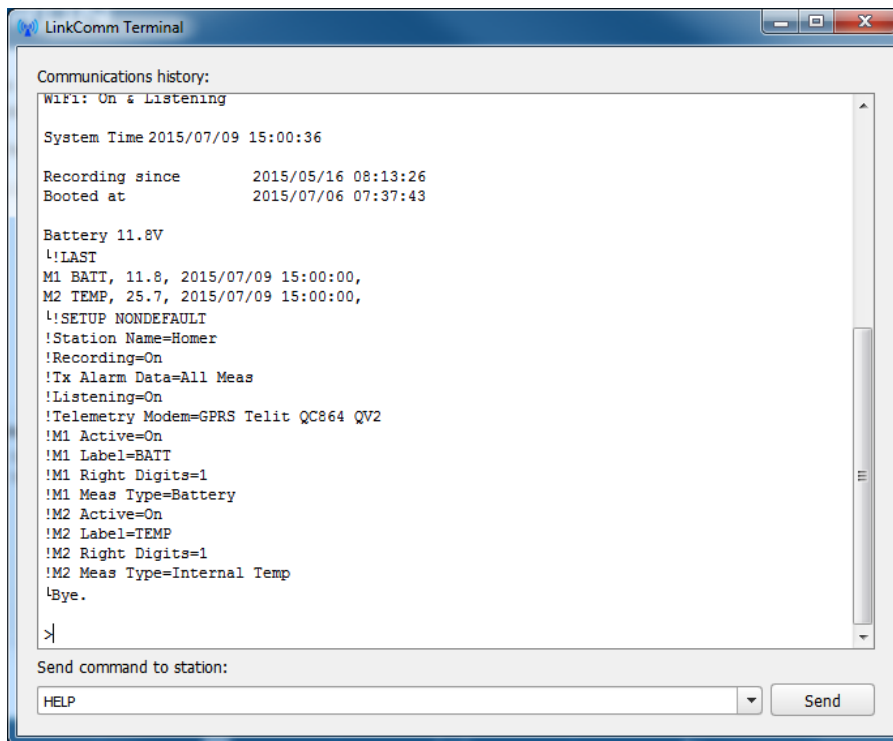 LinkComm Terminal
Communications history:
WiFi: On & Listening
System Time 2015/07/09 15:00:36
Recording since 2015/05/16 08:13:26
Booted at 2015/07/06 07:37:43
Battery 11.8V
└!LAST
M1 BATT, 11.8, 2015/07/09 15:00:00,
M2 TEMP, 25.7, 2015/07/09 15:00:00,
└!SETUP NONDEFAULT
!Station Name=Homer
!Recording=On
!Tx Alarm Data=All Meas
!Listening=On
!Telemetry Modem=GPRS Telit QC864 QV2
!M1 Active=On
!M1 Label=BATT
!M1 Right Digits=1
!M1 Meas Type=Battery
!M2 Active=On
!M2 Label=TEMP
!M2 Right Digits=1
!M2 Meas Type=Internal Temp
└Bye.
>
Send command to station:
HELP
Send